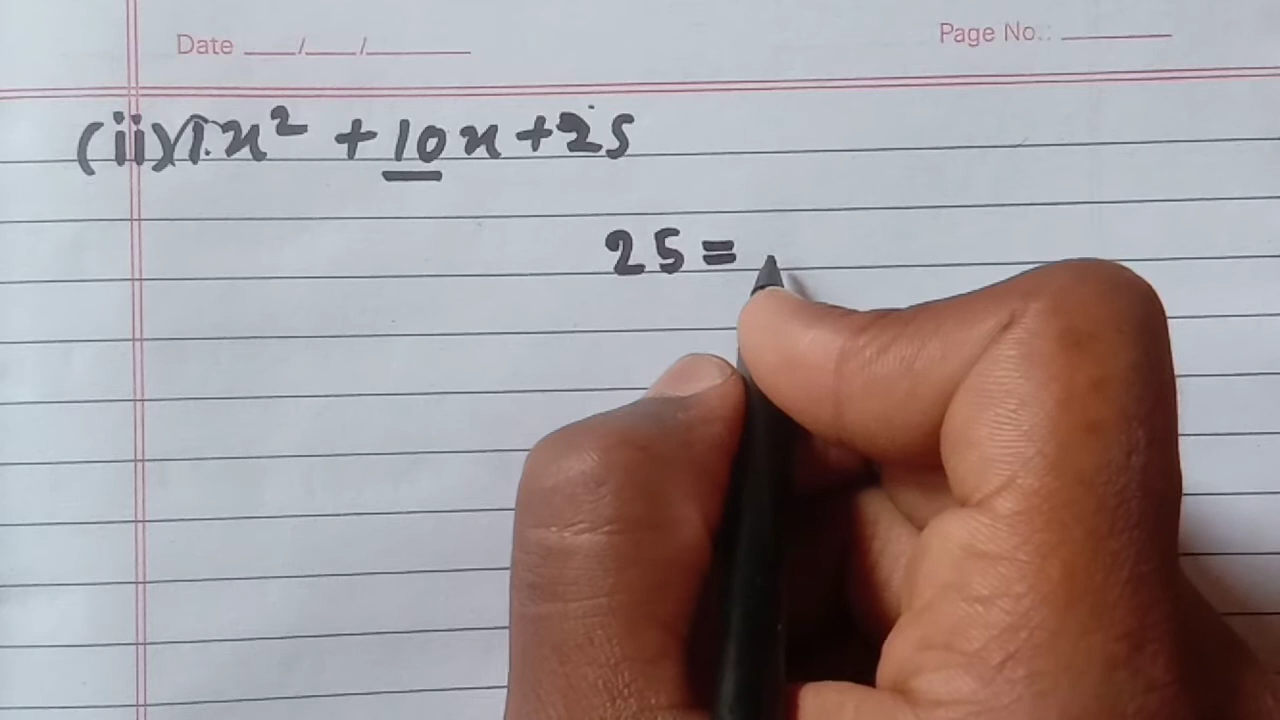 Date ___/___/______ Page No.: ______
(ii) 1x² + 10x + 25
25 =